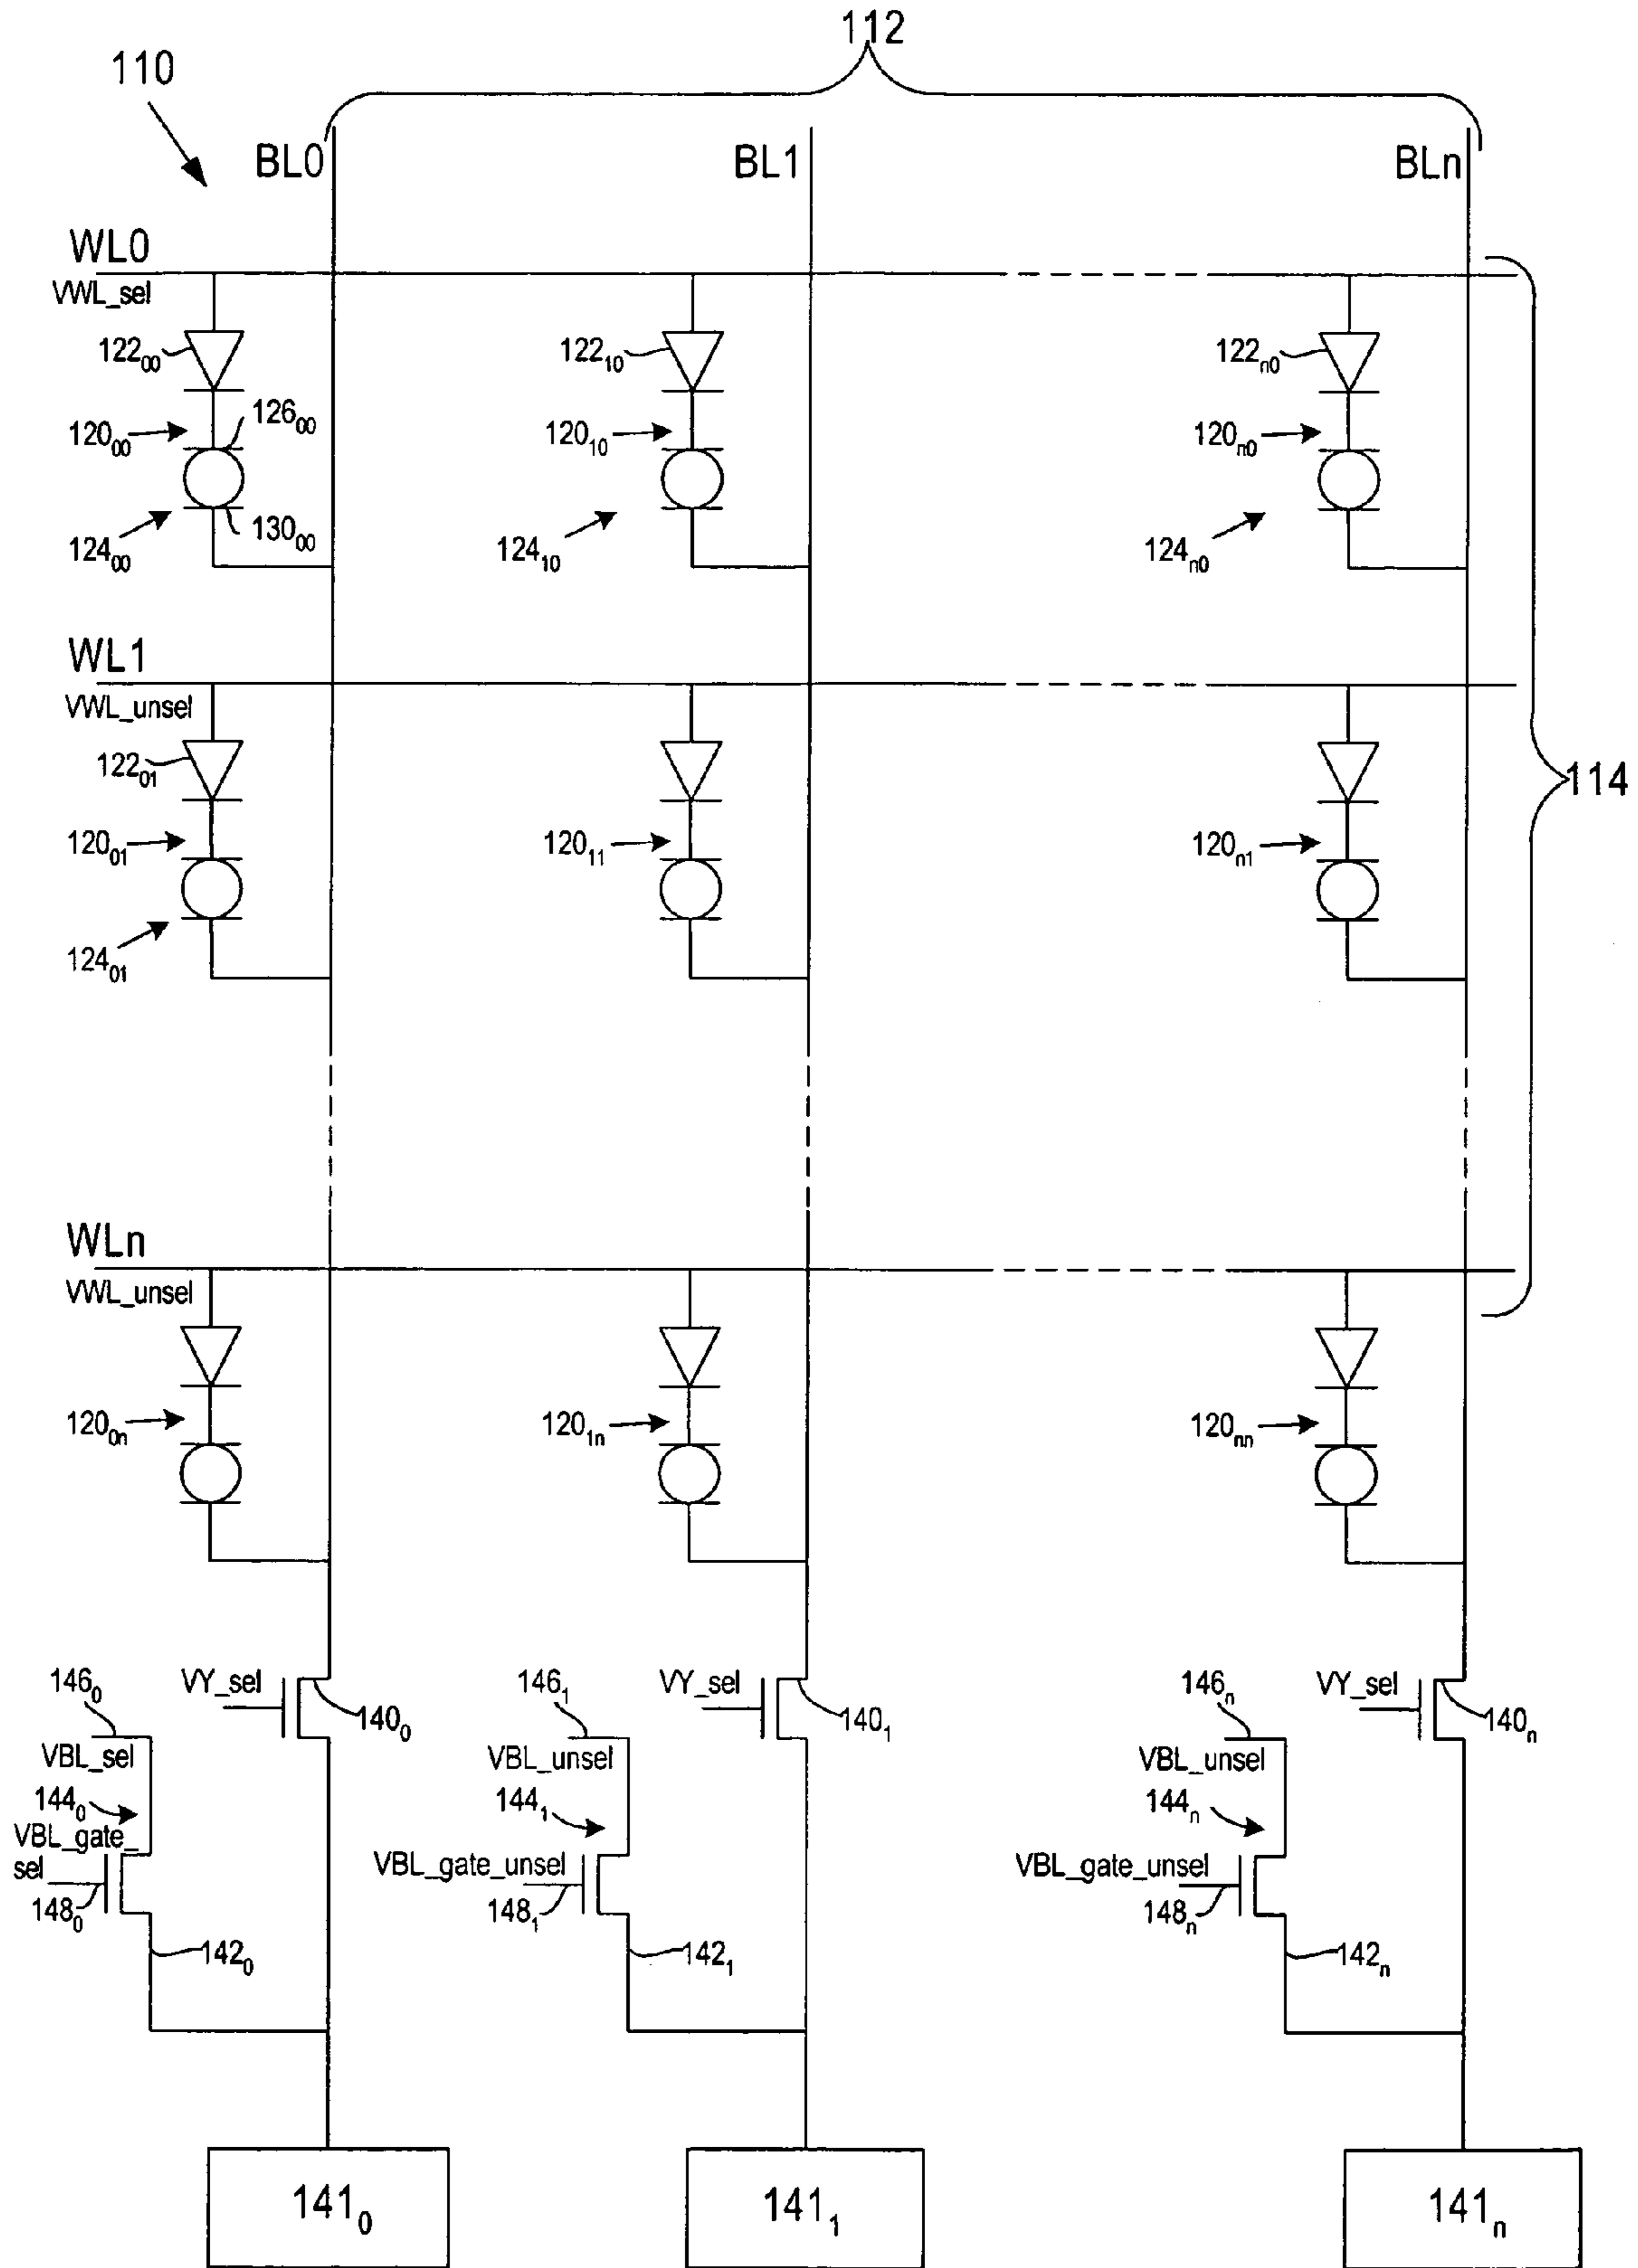 112
110
BL0 BL1 BLn
WL0
VWL_sel
122₀₀ 122₁₀ 122ₙ₀
126₀₀
120₀₀ 120₁₀ 120ₙ₀
130₀₀
124₀₀ 124₁₀ 124ₙ₀
WL1
VWL_unsel
122₀₁
114
120₀₁ 120₁₁ 120ₙ₁
124₀₁
WLn
VWL_unsel
120₀ₙ 120₁ₙ 120ₙₙ
146₀ VY_sel 146₁ VY_sel 146ₙ VY_sel
140₀ 140₁ 140ₙ
VBL_sel VBL_unsel VBL_unsel
144₀ 144₁ 144ₙ
VBL_gate_
sel VBL_gate_unsel VBL_gate_unsel
148₀ 148₁ 148ₙ
142₀ 142₁ 142ₙ
141₀ 141₁ 141ₙ